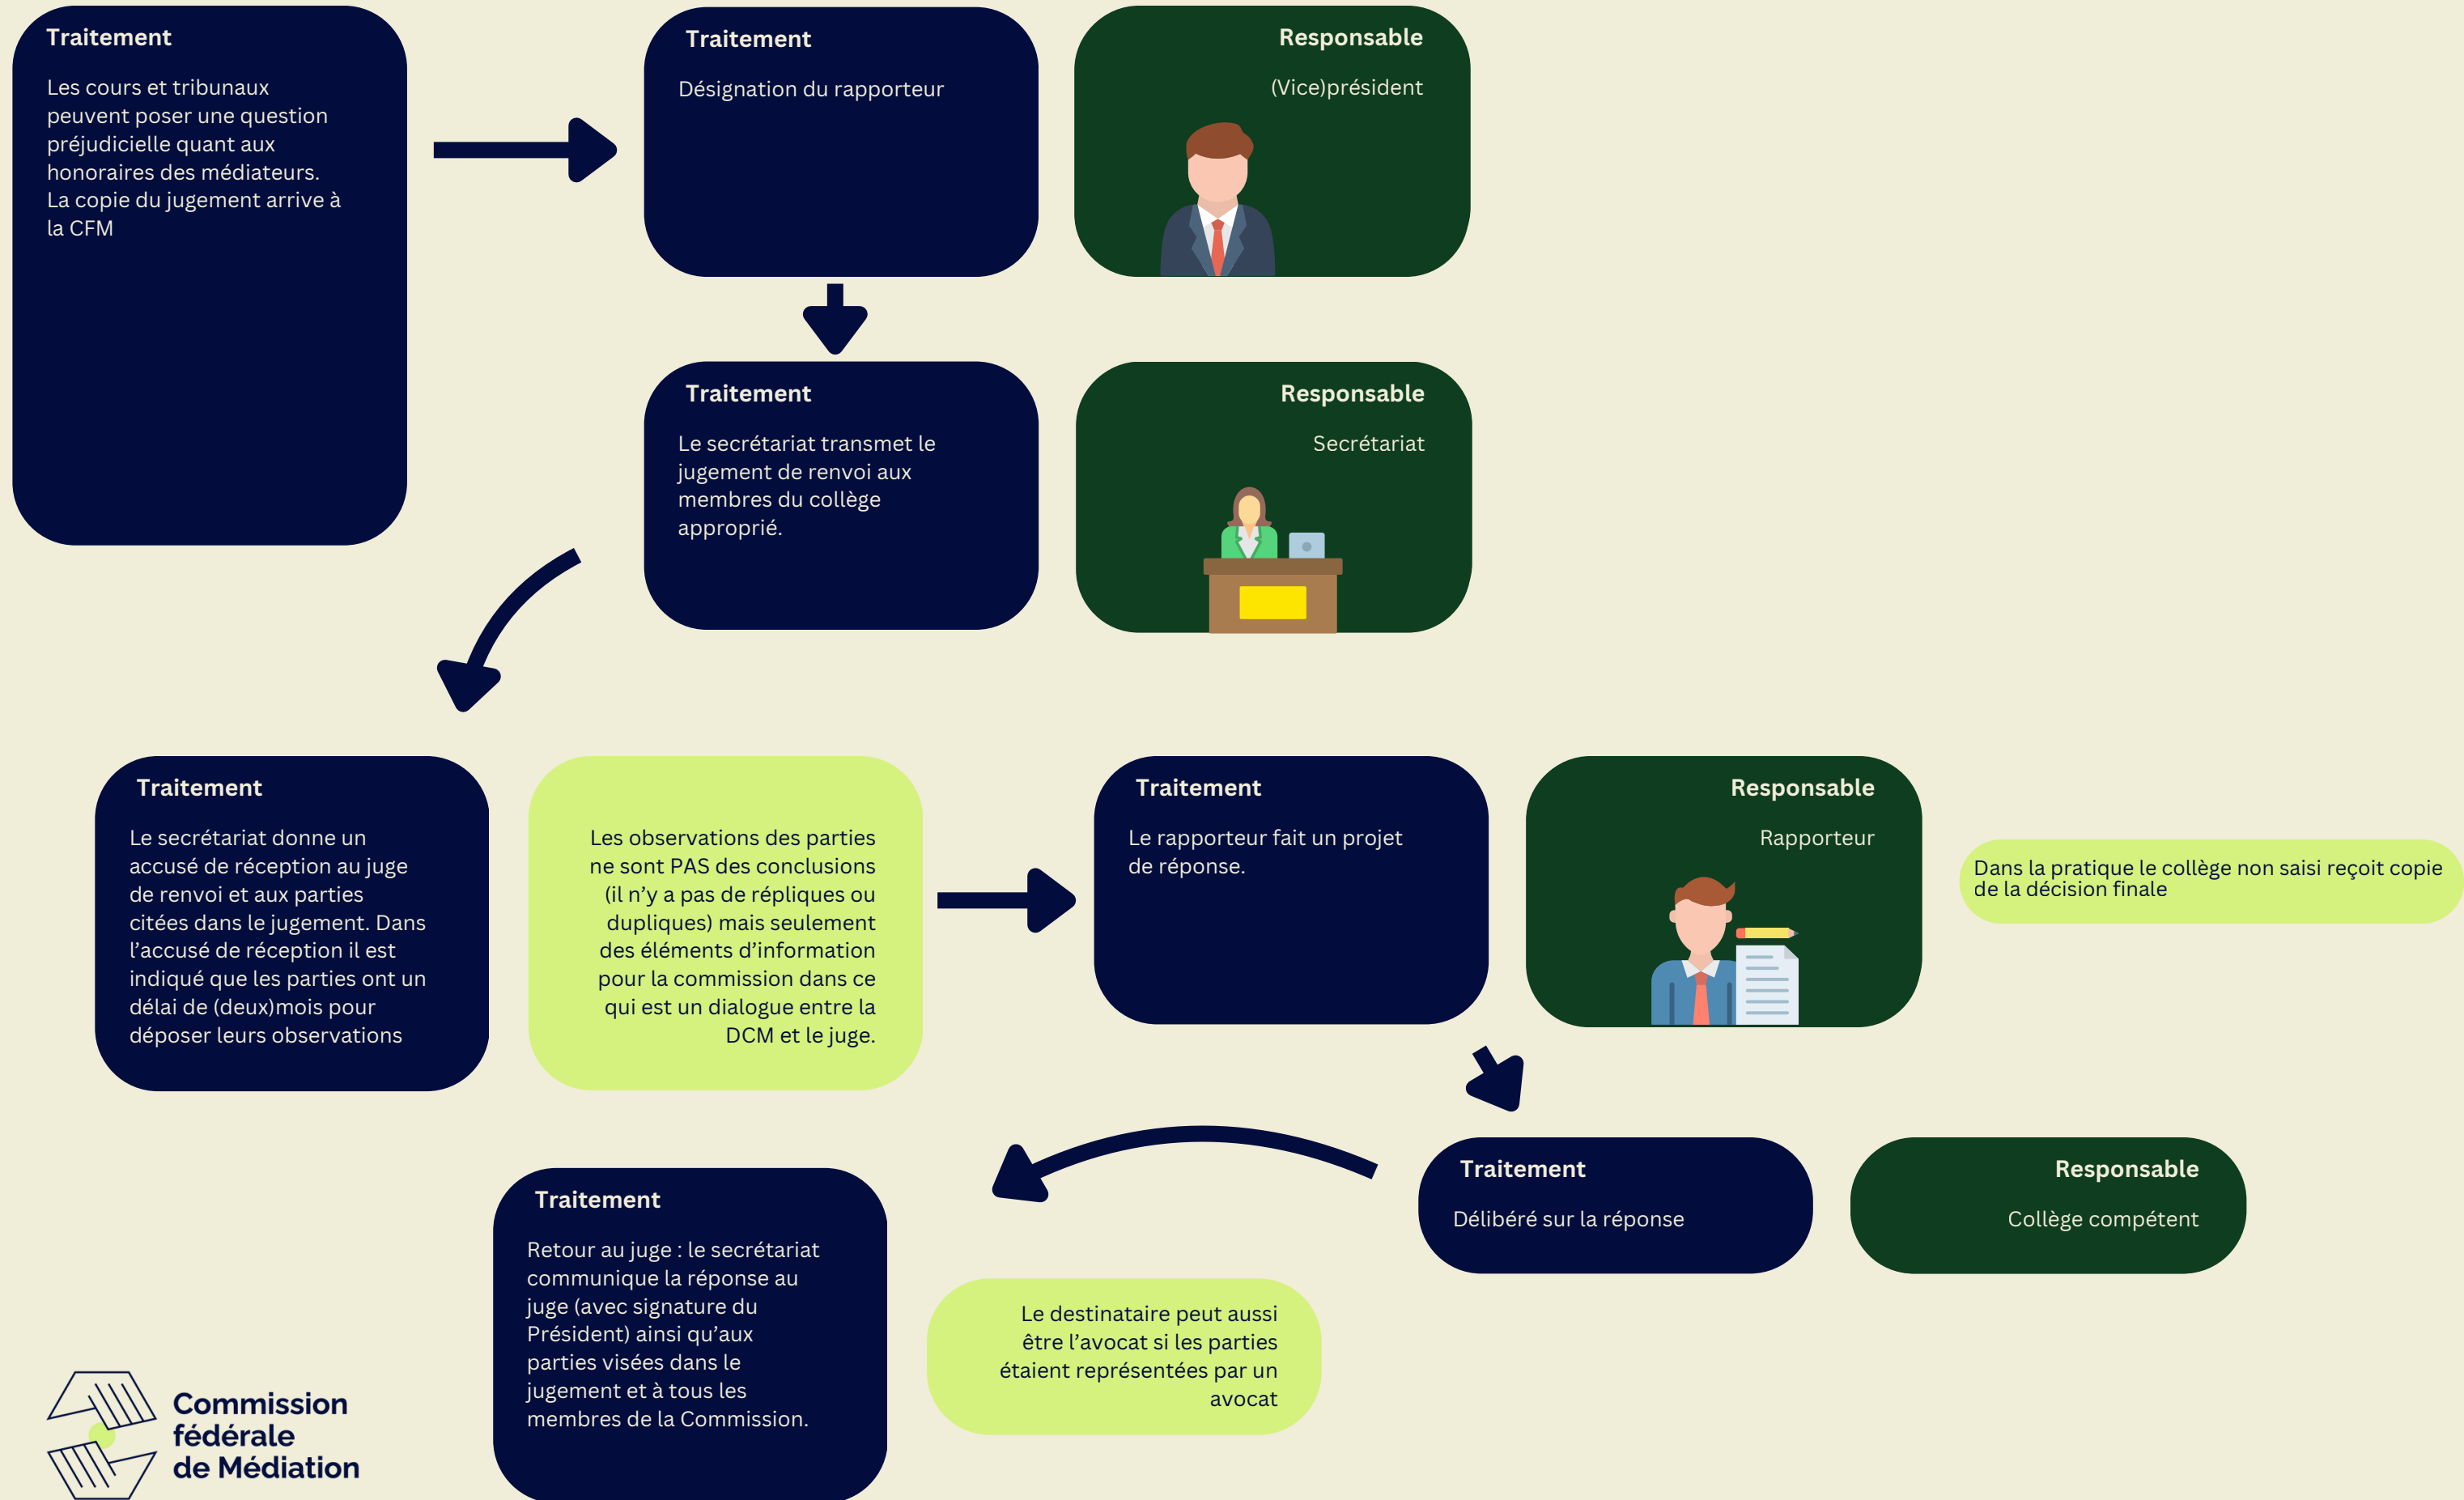 Traitement
Les cours et tribunaux
peuvent poser une question
préjudicielle quant aux
honoraires des médiateurs.
La copie du jugement arrive à
la CFM
Traitement
Désignation du rapporteur
Responsable
(Vice)président
Traitement
Le secrétariat transmet le
jugement de renvoi aux
membres du collège
approprié.
Responsable
Secrétariat
Traitement
Le secrétariat donne un
accusé de réception au juge
de renvoi et aux parties
citées dans le jugement. Dans
l’accusé de réception il est
indiqué que les parties ont un
délai de (deux)mois pour
déposer leurs observations
Les observations des parties
ne sont PAS des conclusions
(il n’y a pas de répliques ou
dupliques) mais seulement
des éléments d’information
pour la commission dans ce
qui est un dialogue entre la
DCM et le juge.
Traitement
Le rapporteur fait un projet
de réponse.
Responsable
Rapporteur
Dans la pratique le collège non saisi reçoit copie
de la décision finale
Traitement
Délibéré sur la réponse
Responsable
Collège compétent
Traitement
Retour au juge : le secrétariat
communique la réponse au
juge (avec signature du
Président) ainsi qu’aux
parties visées dans le
jugement et à tous les
membres de la Commission.
Le destinataire peut aussi
être l’avocat si les parties
étaient représentées par un
avocat
Commission
fédérale
de Médiation